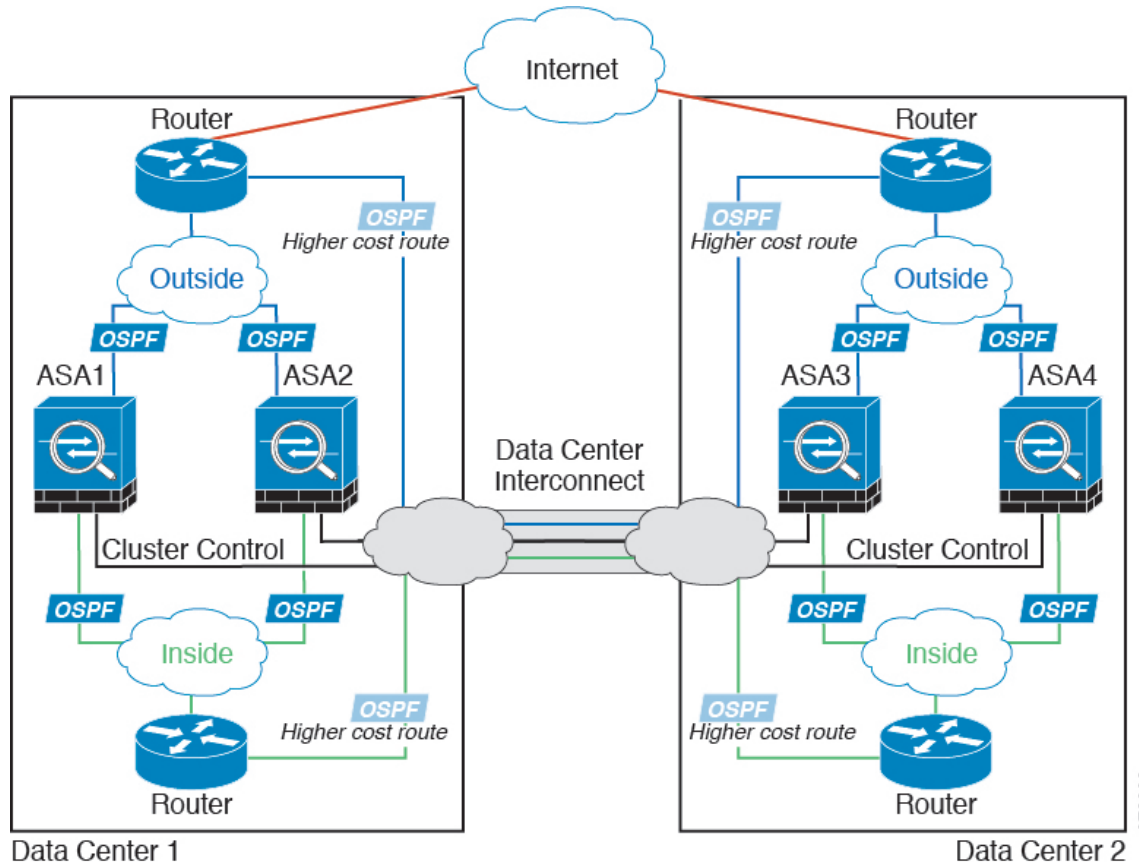 Internet
Router
Router
OSPF
Higher cost route
OSPF
Higher cost route
Outside
Outside
OSPF
OSPF
OSPF
OSPF
ASA1
ASA2
ASA3
ASA4
Data Center
Interconnect
Cluster Control
Cluster Control
OSPF
OSPF
OSPF
OSPF
Inside
Inside
OSPF
Higher cost route
OSPF
Higher cost route
Router
Router
Data Center 1
Data Center 2